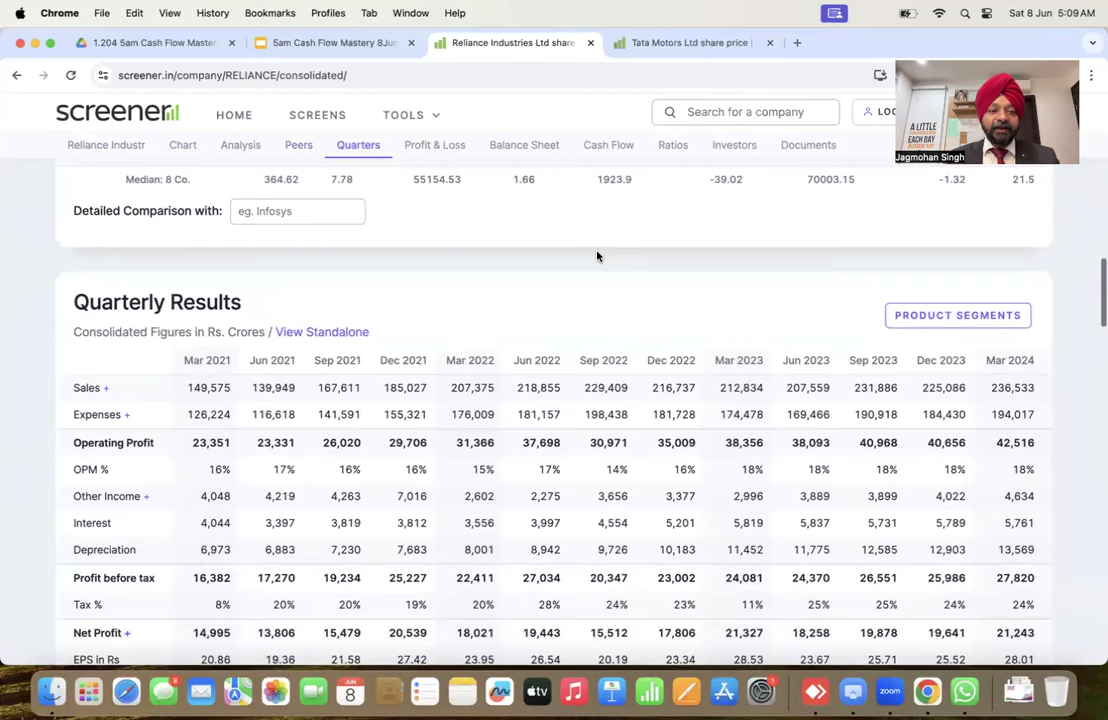 Chrome File Edit View History Bookmarks Profiles Tab Window Help Sat 8 Jun 5:09 AM
1.204 5am Cash Flow Master 5am Cash Flow Mastery 8Jun Reliance Industries Ltd share Tata Motors Ltd share price
screener.in/company/RELIANCE/consolidated/
screener HOME SCREENS TOOLS Search for a company LOG
Reliance Industr Chart Analysis Peers Quarters Profit & Loss Balance Sheet Cash Flow Ratios Investors Documents
A LITTLE
EACH DAY
ADDS UP
Jagmohan Singh
Median: 8 Co. 364.62 7.78 55154.53 1.66 1923.9 -39.02 70003.15 -1.32 21.5
Detailed Comparison with: eg. Infosys
Quarterly Results
Consolidated Figures in Rs. Crores / View Standalone
PRODUCT SEGMENTS
Mar 2021 Jun 2021 Sep 2021 Dec 2021 Mar 2022 Jun 2022 Sep 2022 Dec 2022 Mar 2023 Jun 2023 Sep 2023 Dec 2023 Mar 2024
Sales + 149,575 139,949 167,611 185,027 207,375 218,855 229,409 216,737 212,834 207,559 231,886 225,086 236,533
Expenses + 126,224 116,618 141,591 155,321 176,009 181,157 198,438 181,728 174,478 169,466 190,918 184,430 194,017
Operating Profit 23,351 23,331 26,020 29,706 31,366 37,698 30,971 35,009 38,356 38,093 40,968 40,656 42,516
OPM % 16% 17% 16% 16% 15% 17% 14% 16% 18% 18% 18% 18% 18%
Other Income + 4,048 4,219 4,263 7,016 2,602 2,275 3,656 3,377 2,996 3,889 3,899 4,022 4,634
Interest 4,044 3,397 3,819 3,812 3,556 3,997 4,554 5,201 5,819 5,837 5,731 5,789 5,761
Depreciation 6,973 6,883 7,230 7,683 8,001 8,942 9,726 10,183 11,452 11,775 12,585 12,903 13,569
Profit before tax 16,382 17,270 19,234 25,227 22,411 27,034 20,347 23,002 24,081 24,370 26,551 25,986 27,820
Tax % 8% 20% 20% 19% 20% 28% 24% 23% 11% 25% 25% 24% 24%
Net Profit + 14,995 13,806 15,479 20,539 18,021 19,443 15,512 17,806 21,327 18,258 19,878 19,641 21,243
EPS in Rs 20.86 19.36 21.58 27.42 23.95 26.54 20.19 23.34 28.53 23.67 25.71 25.52 28.01
JUN
8
tv
zoom